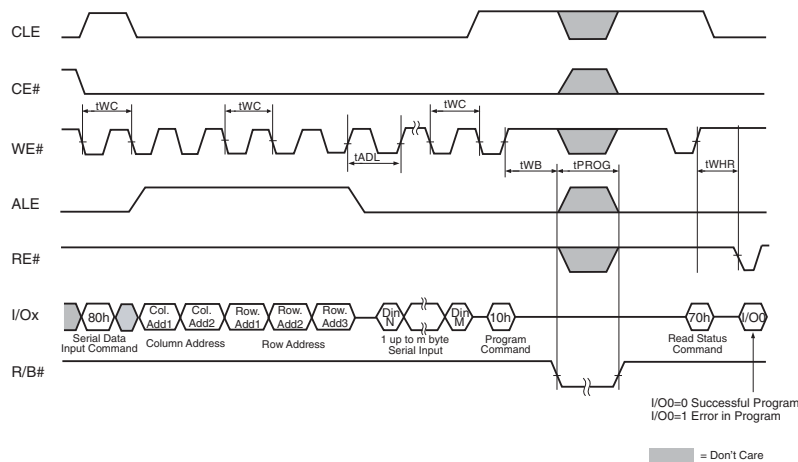 CLE
CE#
tWC
tWC
tWC
WE#
tADL
tWB
tPROG
tWHR
ALE
RE#
I/Ox
80h
Col.
Add1
Col.
Add2
Row.
Add1
Row.
Add2
Row.
Add3
Din
N
Din
M
10h
70h
I/O0
Serial Data
Input Command
Column Address
Row Address
1 up to m byte
Serial Input
Program
Command
Read Status
Command
R/B#
I/O0=0 Successful Program
I/O0=1 Error in Program
= Don't Care